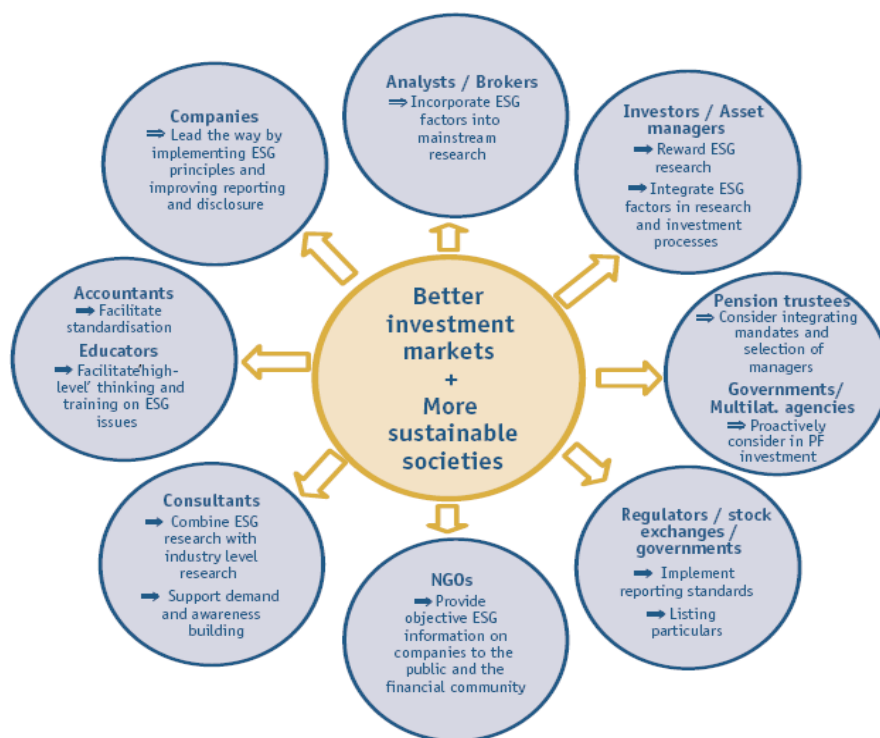 Analysts / Brokers
⇒ Incorporate ESG
factors into
mainstream
research
Investors / Asset
managers
➡ Reward ESG
research
➡ Integrate ESG
factors in research
and investment
processes
Pension trustees
⇒ Consider integrating
mandates and
selection of
managers
Governments/
Multilat. agencies
⇒ Proactively
consider in PF
investment
Regulators / stock
exchanges /
governments
➡ Implement
reporting standards
➡ Listing
particulars
NGOs
➡ Provide
objective ESG
information on
companies to the
public and the
financial community
Consultants
➡ Combine ESG
research with
industry level
research
➡ Support demand
and awareness
building
Accountants
➡ Facilitate
standardisation
Educators
➡ Facilitate‘high-
level’ thinking and
training on ESG
issues
Companies
⇒ Lead the way by
implementing ESG
principles and
improving reporting
and disclosure
Better
investment
markets
+
More
sustainable
societies